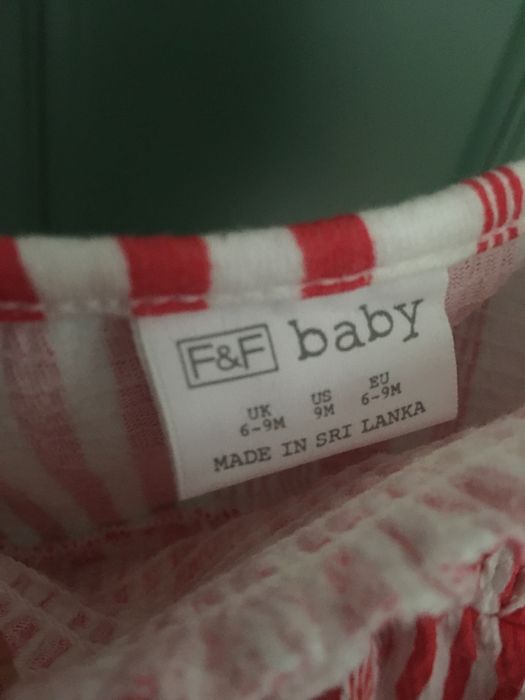 F&F baby
UK US EU
6-9M 9M 6-9M
MADE IN SRI LANKA